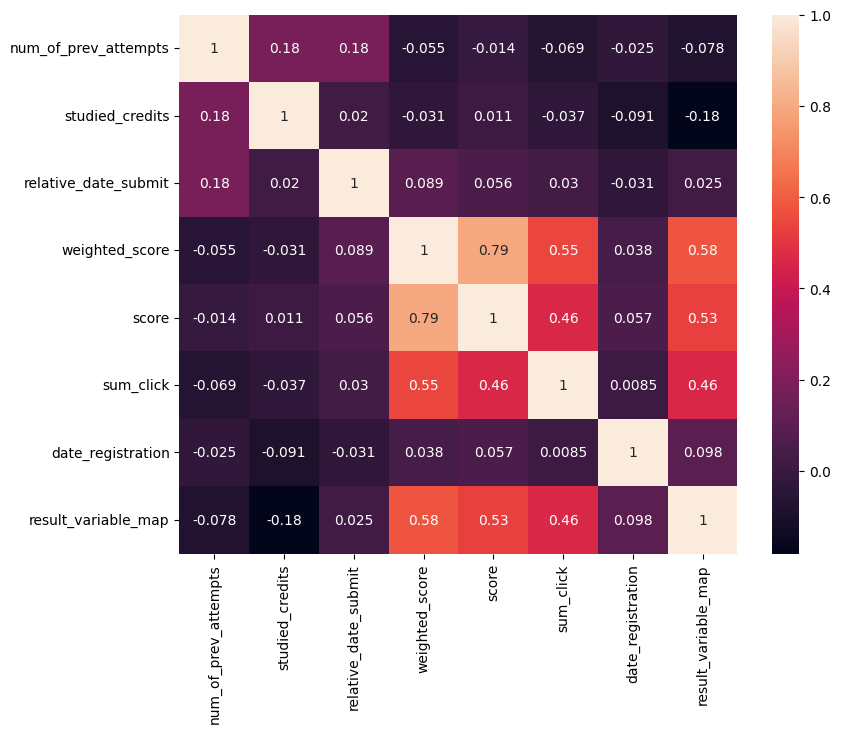 num_of_prev_attempts 1 0.18 0.18 -0.055 -0.014 -0.069 -0.025 -0.078
studied_credits 0.18 1 0.02 -0.031 0.011 -0.037 -0.091 -0.18
relative_date_submit 0.18 0.02 1 0.089 0.056 0.03 -0.031 0.025
weighted_score -0.055 -0.031 0.089 1 0.79 0.55 0.038 0.58
score -0.014 0.011 0.056 0.79 1 0.46 0.057 0.53
sum_click -0.069 -0.037 0.03 0.55 0.46 1 0.0085 0.46
date_registration -0.025 -0.091 -0.031 0.038 0.057 0.0085 1 0.098
result_variable_map -0.078 -0.18 0.025 0.58 0.53 0.46 0.098 1
num_of_prev_attempts
studied_credits
relative_date_submit
weighted_score
score
sum_click
date_registration
result_variable_map
1.0
0.8
0.6
0.4
0.2
0.0